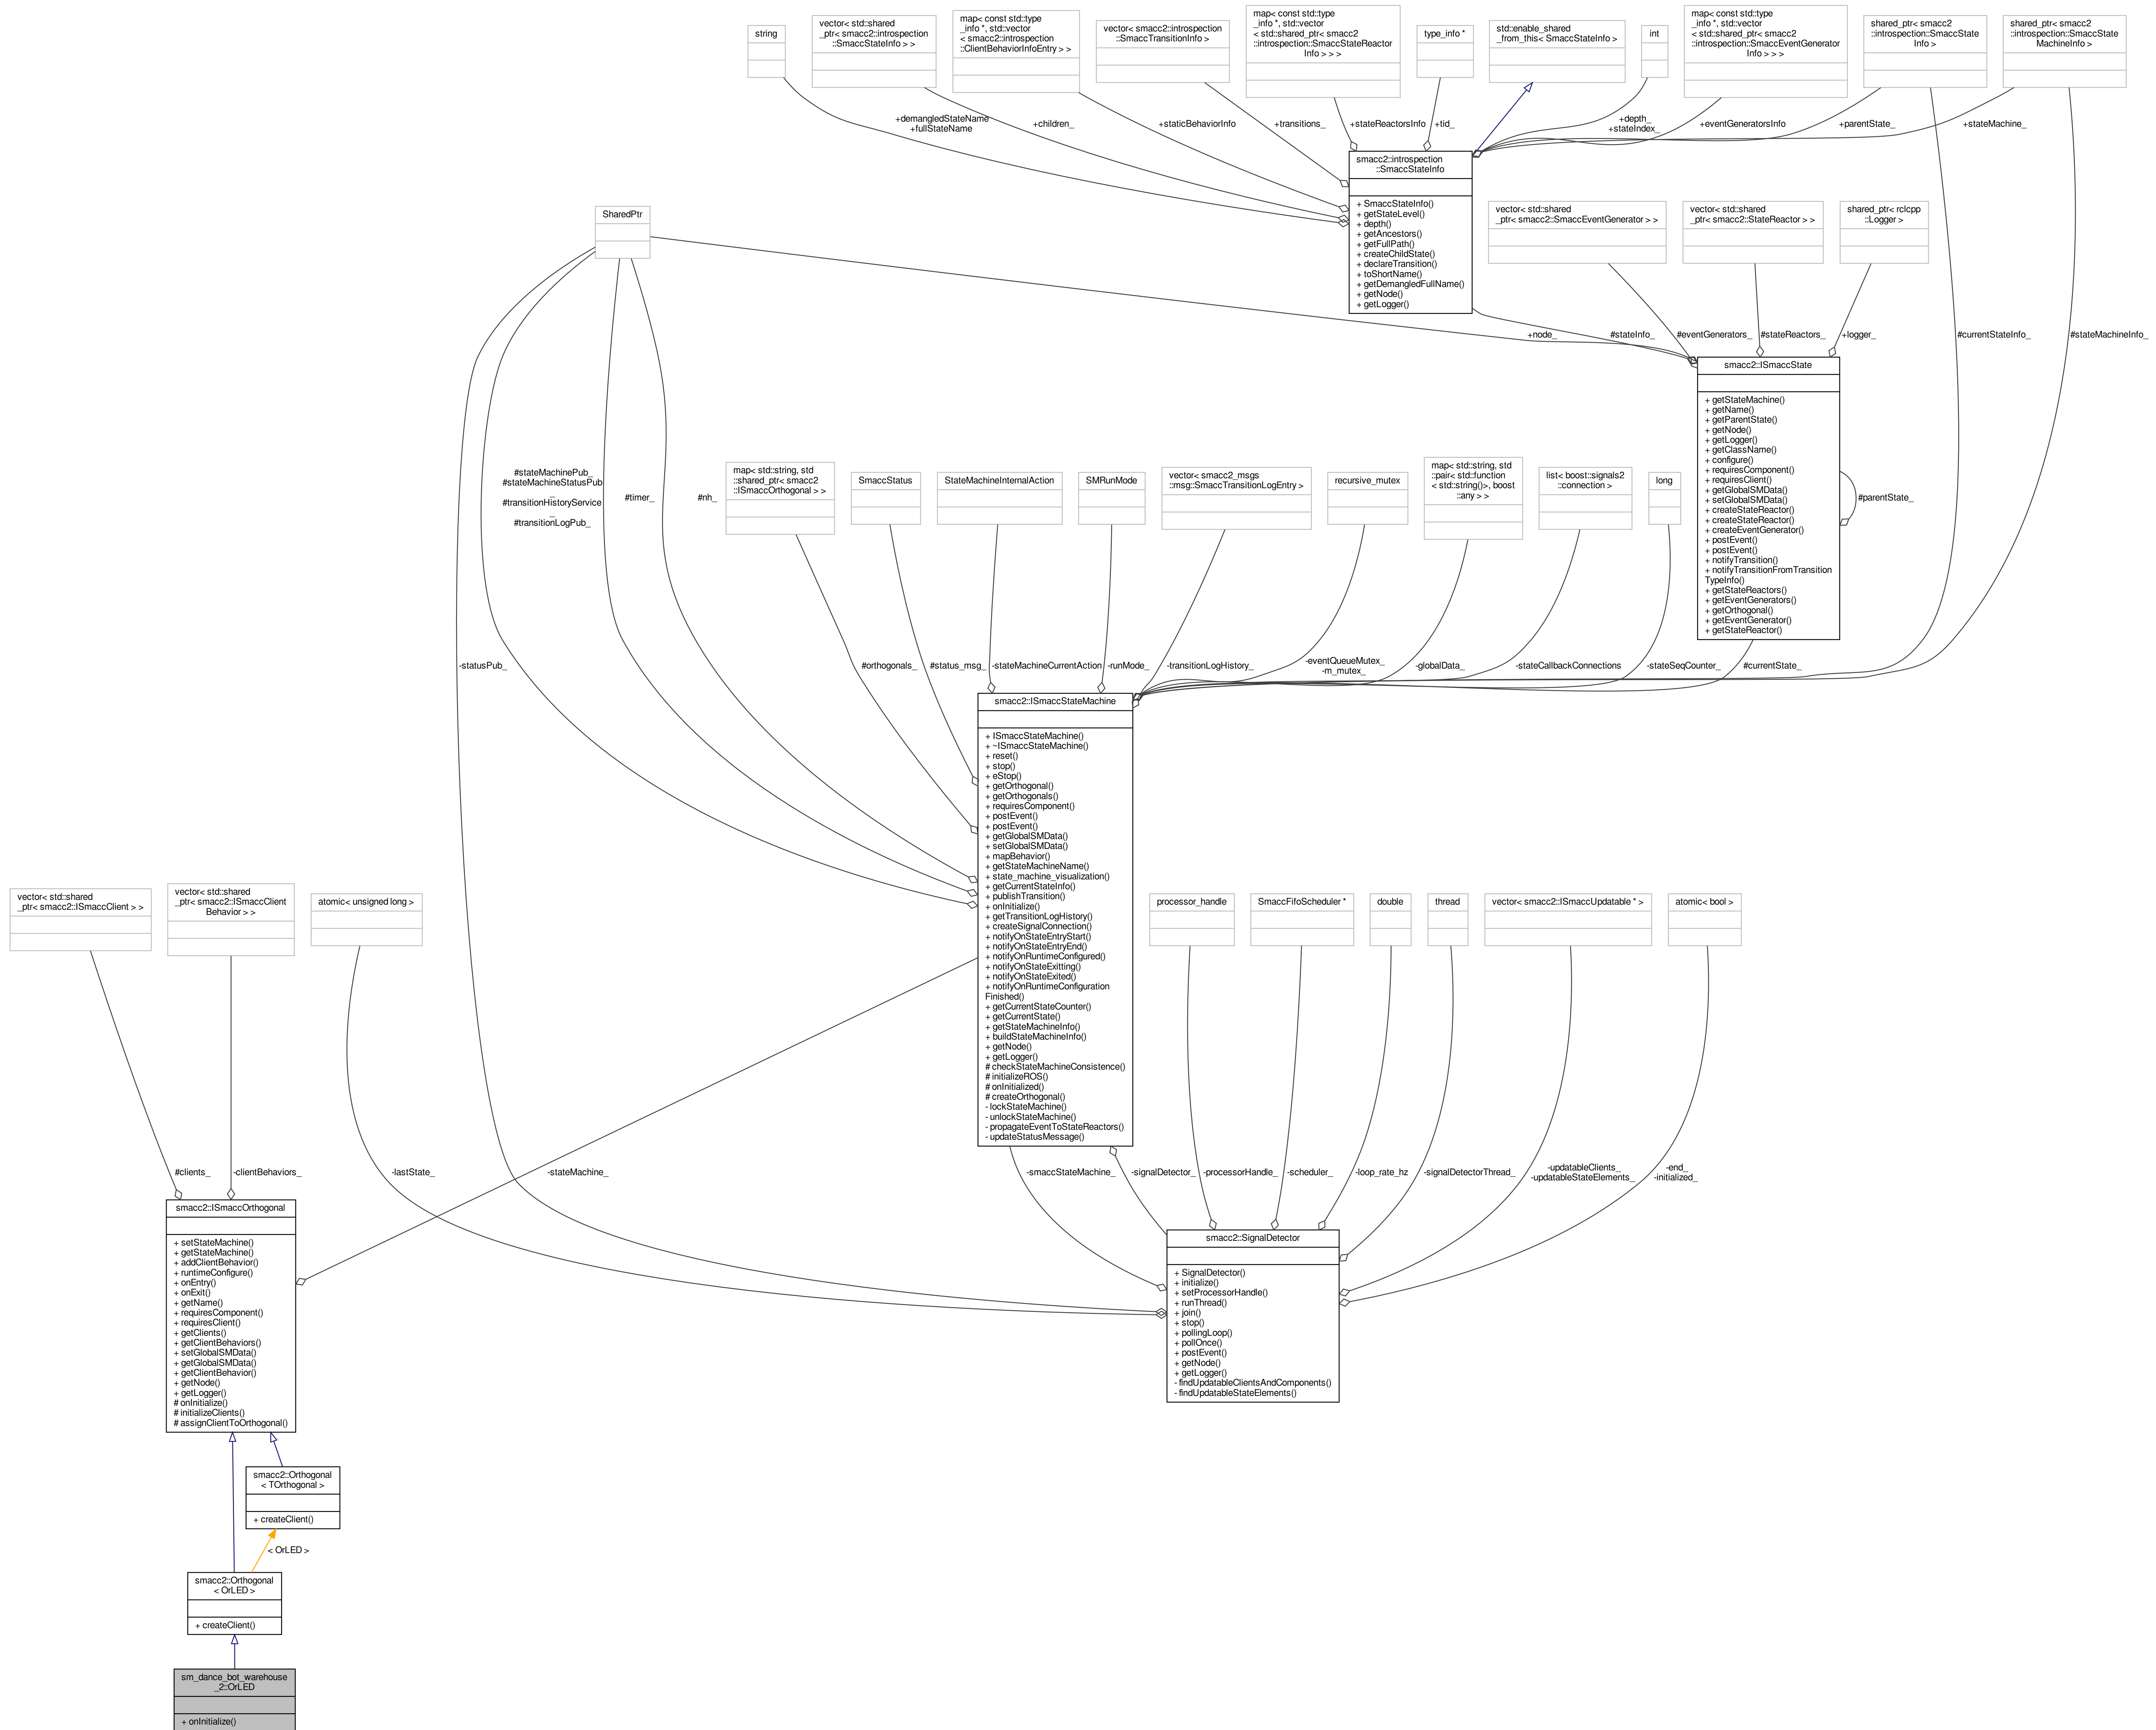 string
vector< std::shared
_ptr< smacc2::introspection
::SmaccStateInfo > >
map< const std::type
_info *, std::vector
< smacc2::introspection
::ClientBehaviorInfoEntry > >
vector< smacc2::introspection
::SmaccTransitionInfo >
map< const std::type
_info *, std::vector
< std::shared_ptr< smacc2
::introspection::SmaccStateReactor
Info > > >
type_info *
std::enable_shared
_from_this< SmaccStateInfo >
int
map< const std::type
_info *, std::vector
< std::shared_ptr< smacc2
::introspection::SmaccEventGenerator
Info > > >
shared_ptr< smacc2
::introspection::SmaccState
Info >
shared_ptr< smacc2
::introspection::SmaccState
MachineInfo >
+demangledStateName
+fullStateName
+children_
+staticBehaviorInfo
+transitions_
+stateReactorsInfo
+tid_
+depth_
+stateIndex_
+eventGeneratorsInfo
+parentState_
+stateMachine_
smacc2::introspection
::SmaccStateInfo
+ SmaccStateInfo()
+ getStateLevel()
+ depth()
+ getAncestors()
+ getFullPath()
+ createChildState()
+ declareTransition()
+ toShortName()
+ getDemangledFullName()
+ getNode()
+ getLogger()
SharedPtr
vector< std::shared
_ptr< smacc2::SmaccEventGenerator > >
vector< std::shared
_ptr< smacc2::StateReactor > >
shared_ptr< rclcpp
::Logger >
+node_
#stateInfo_
#eventGenerators_
#stateReactors_
+logger_
#currentStateInfo_
#stateMachineInfo_
smacc2::ISmaccState
+ getStateMachine()
+ getName()
+ getParentState()
+ getNode()
+ getLogger()
+ getClassName()
+ configure()
+ requiresComponent()
+ requiresClient()
+ getGlobalSMData()
+ setGlobalSMData()
+ createStateReactor()
+ createStateReactor()
+ createEventGenerator()
+ postEvent()
+ postEvent()
+ notifyTransition()
+ notifyTransitionFromTransition
TypeInfo()
+ getStateReactors()
+ getEventGenerators()
+ getOrthogonal()
+ getEventGenerator()
+ getStateReactor()
#parentState_
#stateMachinePub_
#stateMachineStatusPub
_
#transitionHistoryService
_
#transitionLogPub_
#timer_
#nh_
map< std::string, std
::shared_ptr< smacc2
::ISmaccOrthogonal > >
SmaccStatus
StateMachineInternalAction
SMRunMode
vector< smacc2_msgs
::msg::SmaccTransitionLogEntry >
recursive_mutex
map< std::string, std
::pair< std::function
< std::string()>, boost
::any > >
list< boost::signals2
::connection >
long
-statusPub_
#orthogonals_
#status_msg_
-stateMachineCurrentAction
-runMode_
-transitionLogHistory_
-eventQueueMutex_
-m_mutex_
-globalData_
-stateCallbackConnections
-stateSeqCounter_
#currentState_
smacc2::ISmaccStateMachine
+ ISmaccStateMachine()
+ ~ISmaccStateMachine()
+ reset()
+ stop()
+ eStop()
+ getOrthogonal()
+ getOrthogonals()
+ requiresComponent()
+ postEvent()
+ postEvent()
+ getGlobalSMData()
+ setGlobalSMData()
+ mapBehavior()
+ getStateMachineName()
+ state_machine_visualization()
+ getCurrentStateInfo()
+ publishTransition()
+ onInitialize()
+ getTransitionLogHistory()
+ createSignalConnection()
+ notifyOnStateEntryStart()
+ notifyOnStateEntryEnd()
+ notifyOnRuntimeConfigured()
+ notifyOnStateExitting()
+ notifyOnStateExited()
+ notifyOnRuntimeConfiguration
Finished()
+ getCurrentStateCounter()
+ getCurrentState()
+ getStateMachineInfo()
+ buildStateMachineInfo()
+ getNode()
+ getLogger()
# checkStateMachineConsistence()
# initializeROS()
# onInitialized()
# createOrthogonal()
- lockStateMachine()
- unlockStateMachine()
- propagateEventToStateReactors()
- updateStatusMessage()
vector< std::shared
_ptr< smacc2::ISmaccClient > >
vector< std::shared
_ptr< smacc2::ISmaccClient
Behavior > >
atomic< unsigned long >
processor_handle
SmaccFifoScheduler *
double
thread
vector< smacc2::ISmaccUpdatable * >
atomic< bool >
#clients_
-clientBehaviors_
-lastState_
-stateMachine_
-smaccStateMachine_
-signalDetector_
-processorHandle_
-scheduler_
-loop_rate_hz
-signalDetectorThread_
-updatableClients_
-updatableStateElements_
-end_
-initialized_
smacc2::ISmaccOrthogonal
+ setStateMachine()
+ getStateMachine()
+ addClientBehavior()
+ runtimeConfigure()
+ onEntry()
+ onExit()
+ getName()
+ requiresComponent()
+ requiresClient()
+ getClients()
+ getClientBehaviors()
+ setGlobalSMData()
+ getGlobalSMData()
+ getClientBehavior()
+ getNode()
+ getLogger()
# onInitialize()
# initializeClients()
# assignClientToOrthogonal()
smacc2::SignalDetector
+ SignalDetector()
+ initialize()
+ setProcessorHandle()
+ runThread()
+ join()
+ stop()
+ pollingLoop()
+ pollOnce()
+ postEvent()
+ getNode()
+ getLogger()
- findUpdatableClientsAndComponents()
- findUpdatableStateElements()
smacc2::Orthogonal
< TOrthogonal >
+ createClient()
< OrLED >
smacc2::Orthogonal
< OrLED >
+ createClient()
sm_dance_bot_warehouse
_2::OrLED
+ onInitialize()